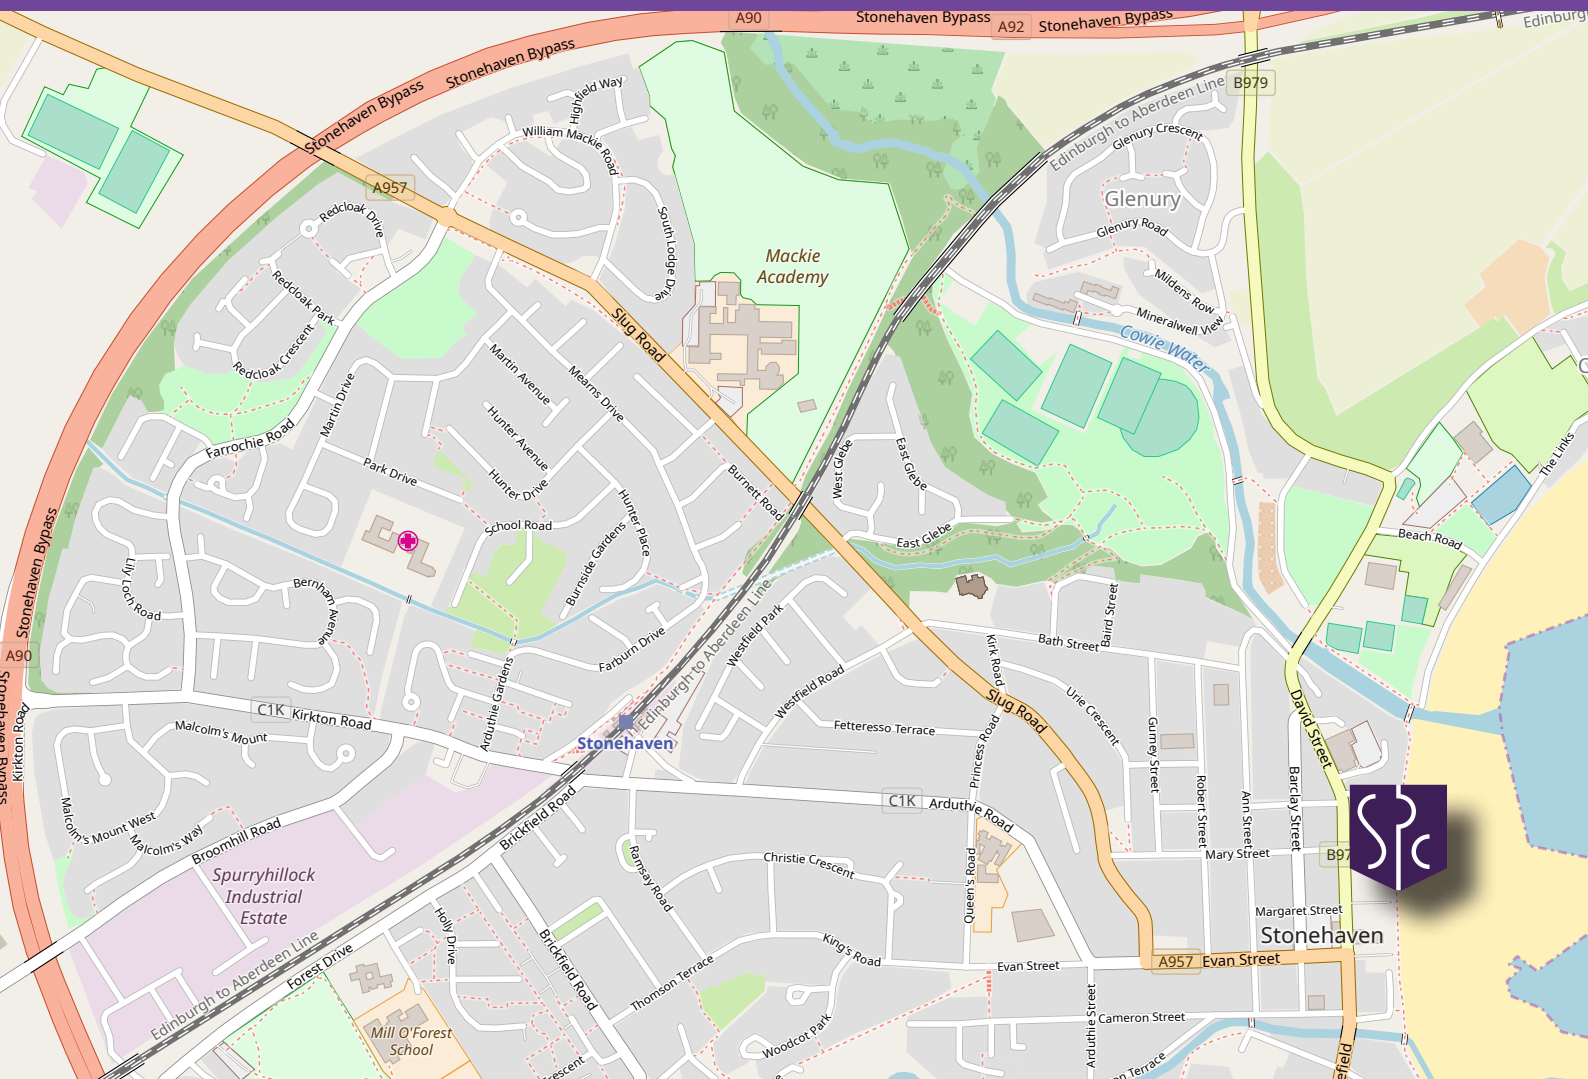 A90
Stonehaven Bypass
A92
Stonehaven Bypass
Edinburgh
Stonehaven Bypass
Stonehaven Bypass
B979
Edinburgh to Aberdeen Line
Highfield Way
William Mackie Road
Glenury Crescent
Glenury
Glenury Road
A957
Redcloak Drive
South Lodge Drive
Mackie
Academy
Redcloak Park
Redcloak Crescent
Slug Road
Mildens Row
Mineralwell View
Cowie Water
Martin Avenue
Mearns Drive
Martin Drive
Hunter Avenue
Farrochie Road
Park Drive
Hunter Drive
Burnett Road
West Glebe
East Glebe
East Glebe
The Links
Beach Road
School Road
Hunter Place
Burnside Gardens
Stonehaven Bypass
Lily Loch Road
Bernham Avenue
Farburn Drive
Westfield Park
Edinburgh to Aberdeen Line
Baird Street
Bath Street
Kirk Road
A90
Stonehaven Bypass
Arduthie Gardens
Westfield Road
Slug Road
Urie Crescent
David Street
Kirkton Road
C1K
Kirkton Road
Malcolm's Mount
Stonehaven
Fetteresso Terrace
Princess Road
Gurney Street
Robert Street
Ann Street
Barclay Street
C1K
Arduthie Road
Brickfield Road
Malcolm's Mount West
Malcolm's Way
Broomhill Road
Mary Street
B97
SPC
Ramsay Road
Christie Crescent
Queen's Road
Spurryhillock
Industrial
Estate
Margaret Street
Stonehaven
Holly Drive
Brickfield Road
King's Road
Evan Street
A957
Evan Street
Edinburgh to Aberdeen Line
Forest Drive
Thomson Terrace
Arduthie Street
Cameron Street
Mill O'Forest
School
Woodcot Park
Terrace